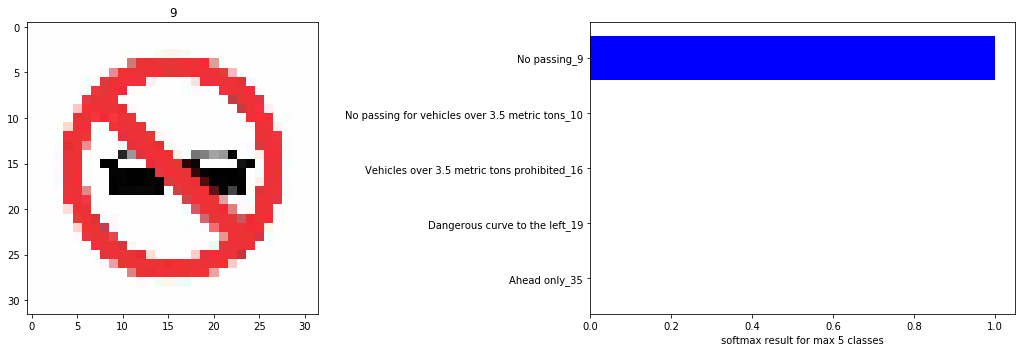 9
0
5
10
15
20
25
30
0 5 10 15 20 25 30
No passing_9
No passing for vehicles over 3.5 metric tons_10
Vehicles over 3.5 metric tons prohibited_16
Dangerous curve to the left_19
Ahead only_35
0.0 0.2 0.4 0.6 0.8 1.0
softmax result for max 5 classes